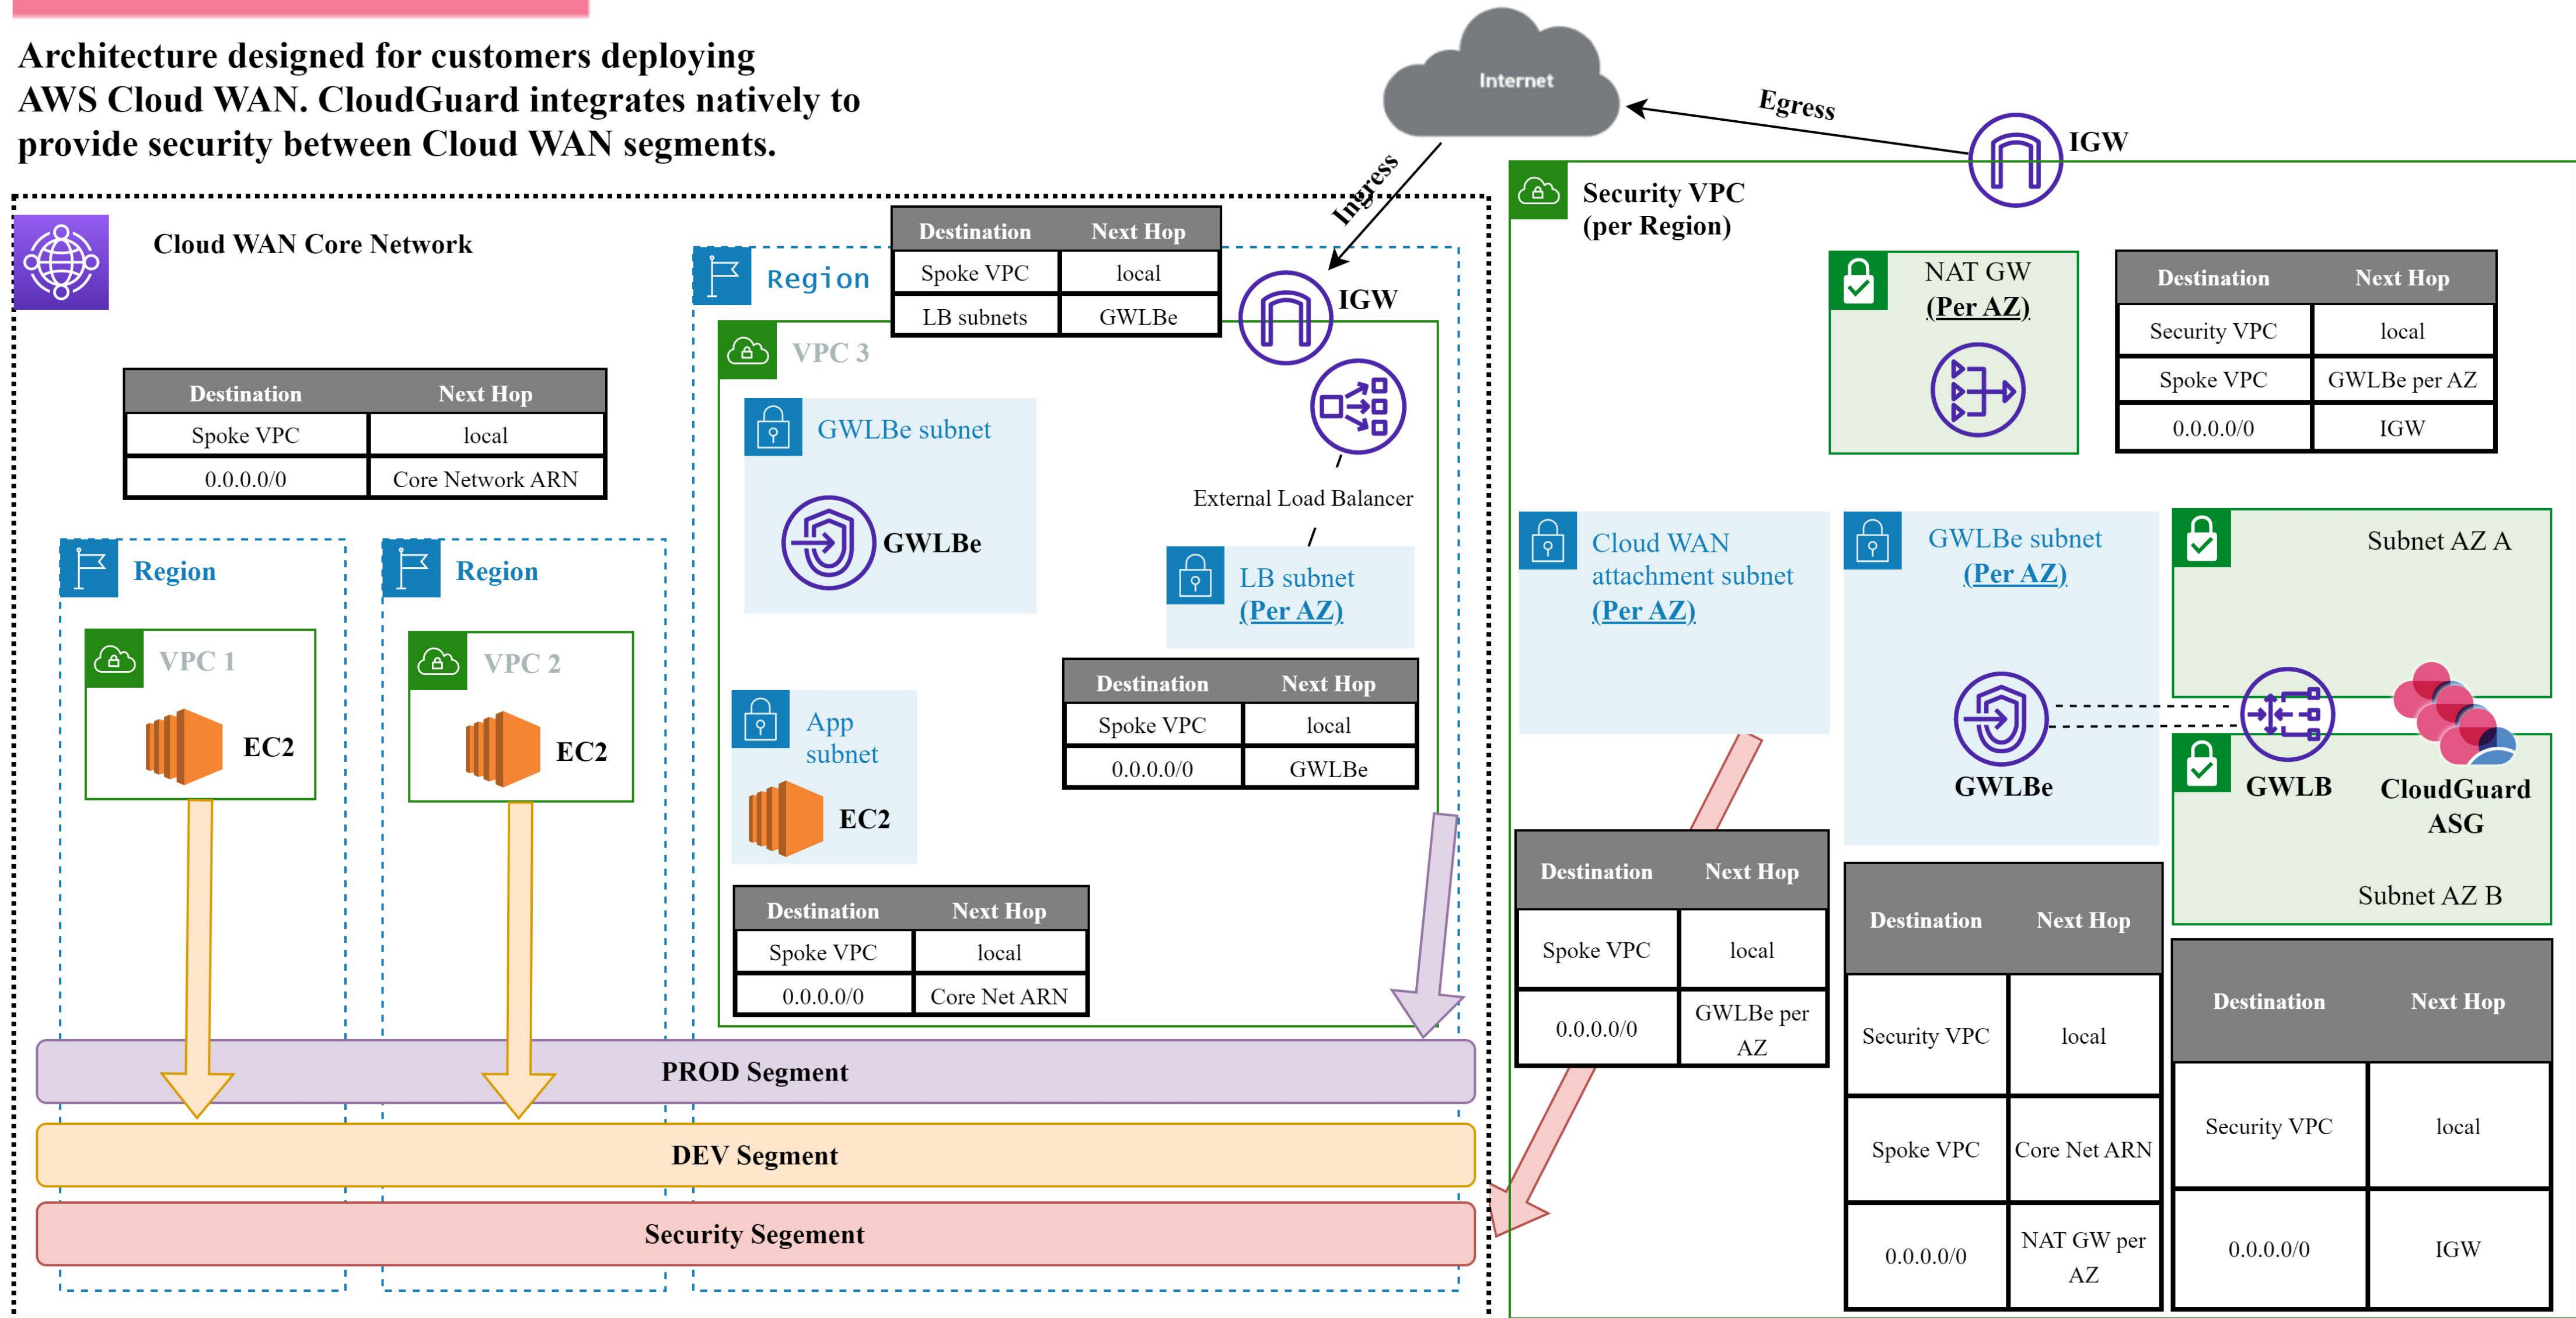 Architecture designed for customers deploying
AWS Cloud WAN. CloudGuard integrates natively to
provide security between Cloud WAN segments.
Internet
Egress
IGW
Ingress
Cloud WAN Core Network
Destination Next Hop
Spoke VPC local
0.0.0.0/0 Core Network ARN
Region
VPC 1
EC2
Region
VPC 2
EC2
Region
Destination Next Hop
Spoke VPC local
LB subnets GWLBe
IGW
VPC 3
GWLBe subnet
GWLBe
External Load Balancer
LB subnet
(Per AZ)
Destination Next Hop
Spoke VPC local
0.0.0.0/0 GWLBe
App
subnet
EC2
Destination Next Hop
Spoke VPC local
0.0.0.0/0 Core Net ARN
PROD Segment
DEV Segment
Security Segement
Security VPC
(per Region)
NAT GW
(Per AZ)
Destination Next Hop
Security VPC local
Spoke VPC GWLBe per AZ
0.0.0.0/0 IGW
Cloud WAN
attachment subnet
(Per AZ)
Destination Next Hop
Spoke VPC local
0.0.0.0/0 GWLBe per
AZ
GWLBe subnet
(Per AZ)
GWLBe
Destination Next Hop
Security VPC local
Spoke VPC Core Net ARN
0.0.0.0/0 NAT GW per
AZ
Subnet AZ A
GWLB
CloudGuard
ASG
Subnet AZ B
Destination Next Hop
Security VPC local
0.0.0.0/0 IGW